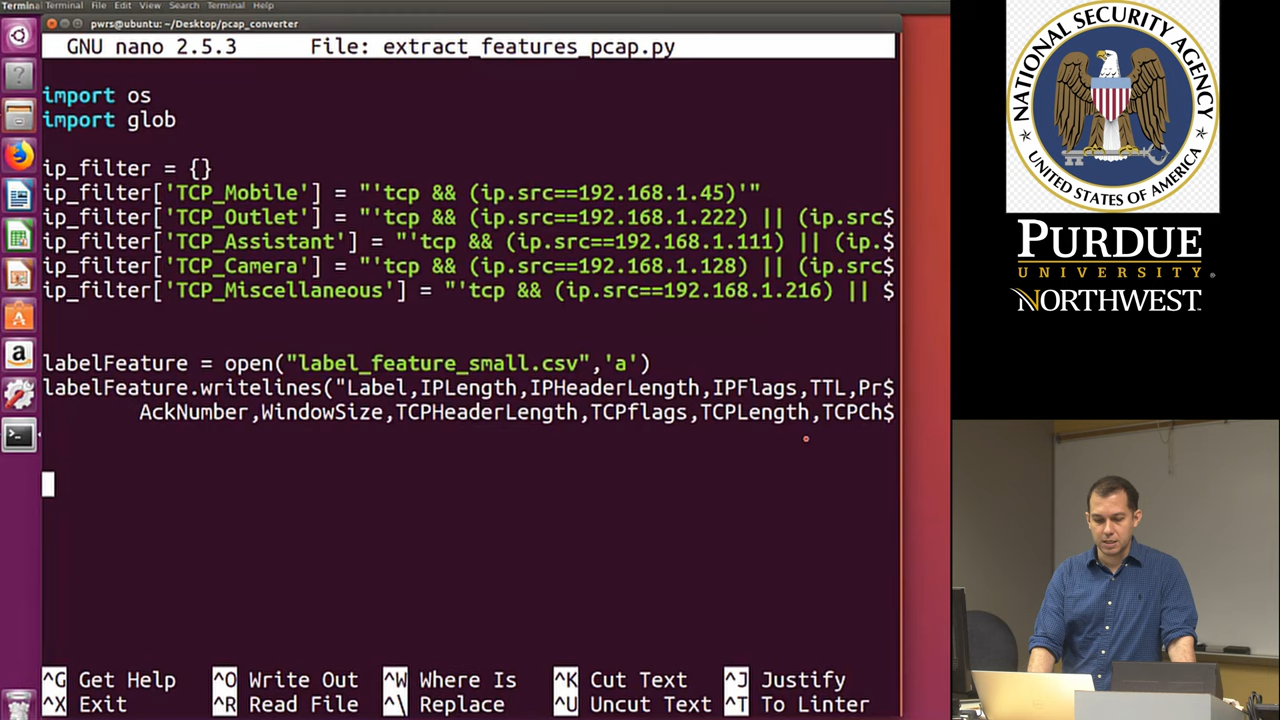 Terminal Terminal File Edit View Search Terminal Help
pwrs@ubuntu: ~/Desktop/pcap_converter
GNU nano 2.5.3 File: extract_features_pcap.py
import os
import glob
ip_filter = {}
ip_filter['TCP_Mobile'] = "'tcp && (ip.src==192.168.1.45)'"
ip_filter['TCP_Outlet'] = "'tcp && (ip.src==192.168.1.222) || (ip.src$
ip_filter['TCP_Assistant'] = "'tcp && (ip.src==192.168.1.111) || (ip.$
ip_filter['TCP_Camera'] = "'tcp && (ip.src==192.168.1.128) || (ip.src$
ip_filter['TCP_Miscellaneous'] = "'tcp && (ip.src==192.168.1.216) || $
labelFeature = open("label_feature_small.csv",'a')
labelFeature.writelines("Label,IPLength,IPHeaderLength,IPFlags,TTL,Pr$
AckNumber,WindowSize,TCPHeaderLength,TCPflags,TCPLength,TCPCh$
^G Get Help ^O Write Out ^W Where Is ^K Cut Text ^J Justify
^X Exit ^R Read File ^\ Replace ^U Uncut Text ^T To Linter
NATIONAL SECURITY AGENCY
UNITED STATES OF AMERICA
PURDUE
UNIVERSITY
NORTHWEST